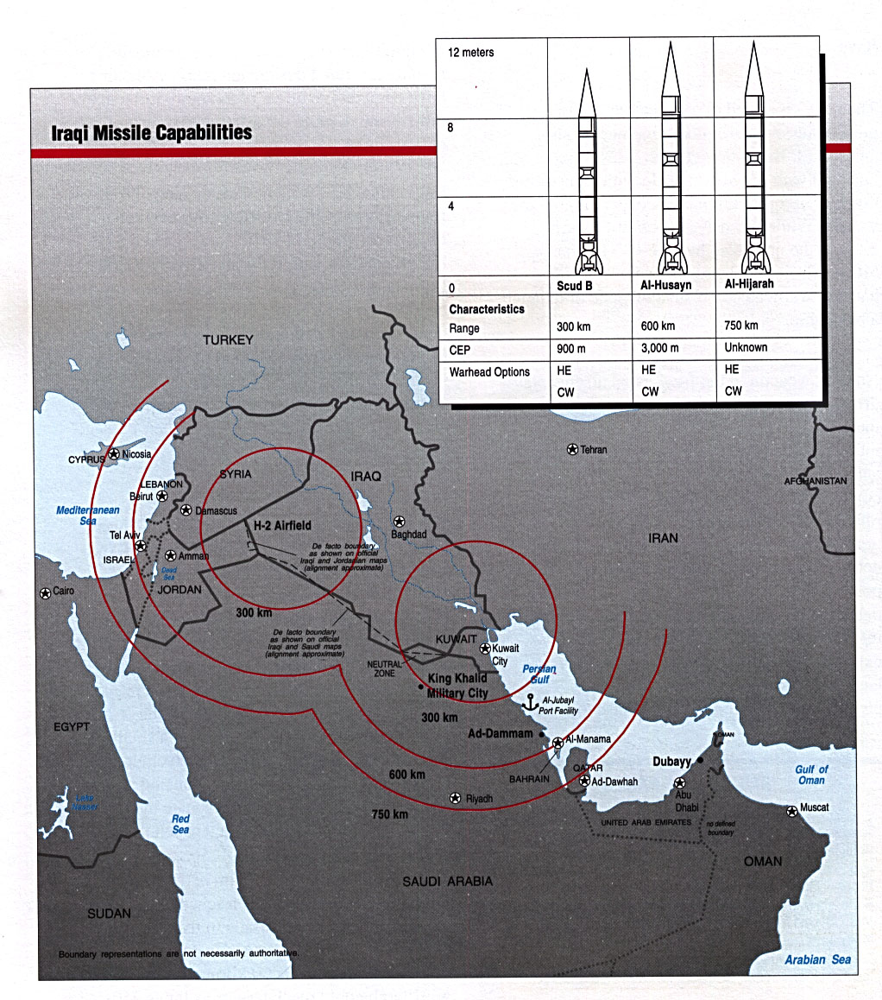 Iraqi Missile Capabilities
12 meters
8
4
0
Scud B
Al-Husayn
Al-Hijarah
Characteristics
Range
300 km
600 km
750 km
CEP
900 m
3,000 m
Unknown
Warhead Options
HE
HE
HE
CW
CW
CW
TURKEY
CYPRUS
Nicosia
SYRIA
IRAQ
Tehran
AFGHANISTAN
LEBANON
Beirut
Mediterranean
Sea
Damascus
H-2 Airfield
Baghdad
IRAN
Tel Aviv
De facto boundary
as shown on official
Iraqi and Jordanian maps
(alignment approximate)
ISRAEL
Amman
Dead
Sea
Cairo
JORDAN
300 km
De facto boundary
as shown on official
Iraqi and Saudi maps
(alignment approximate)
KUWAIT
Kuwait
City
NEUTRAL
ZONE
Persian
Gulf
King Khalid
Military City
Al-Jubayl
Port Facility
300 km
EGYPT
Ad-Dammam
Al-Manama
OMAN
Dubayy
QATAR
BAHRAIN
Ad-Dawhah
600 km
Gulf of
Oman
Abu
Dhabi
Riyadh
Lake
Nasser
750 km
Muscat
Red
Sea
UNITED ARAB EMIRATES
no defined
boundary
OMAN
SAUDI ARABIA
SUDAN
Boundary representations are not necessarily authoritative.
Arabian Sea